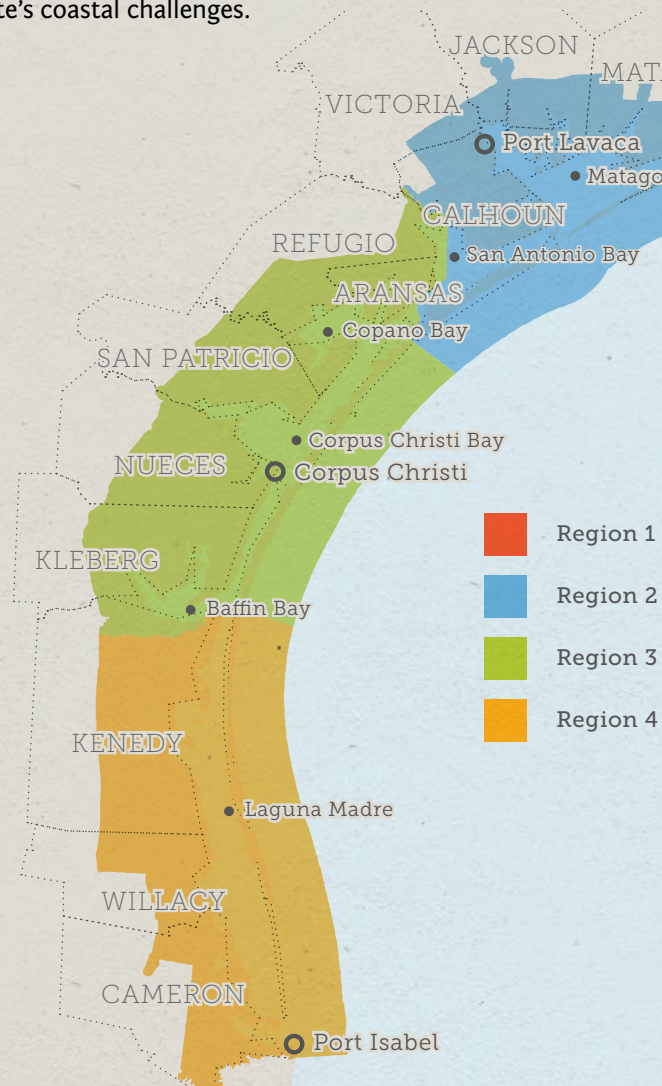 te's coastal challenges.
JACKSON
MAT
VICTORIA
Port Lavaca
Matago
CALHOUN
REFUGIO
San Antonio Bay
ARANSAS
Copano Bay
SAN PATRICIO
Corpus Christi Bay
NUECES
Corpus Christi
Region 1
KLEBERG
Region 2
Baffin Bay
Region 3
Region 4
KENEDY
Laguna Madre
WILLACY
CAMERON
Port Isabel